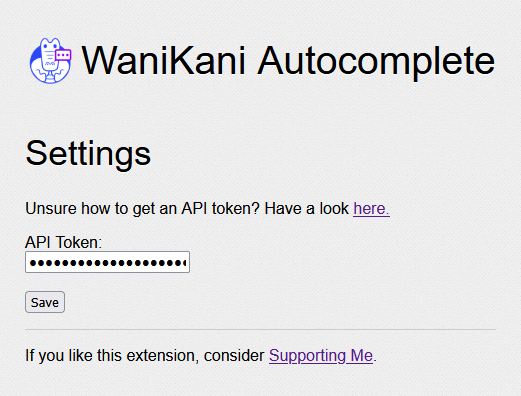 WaniKani Autocomplete
Settings
Unsure how to get an API token? Have a look here.
API Token:
Save
If you like this extension, consider Supporting Me.